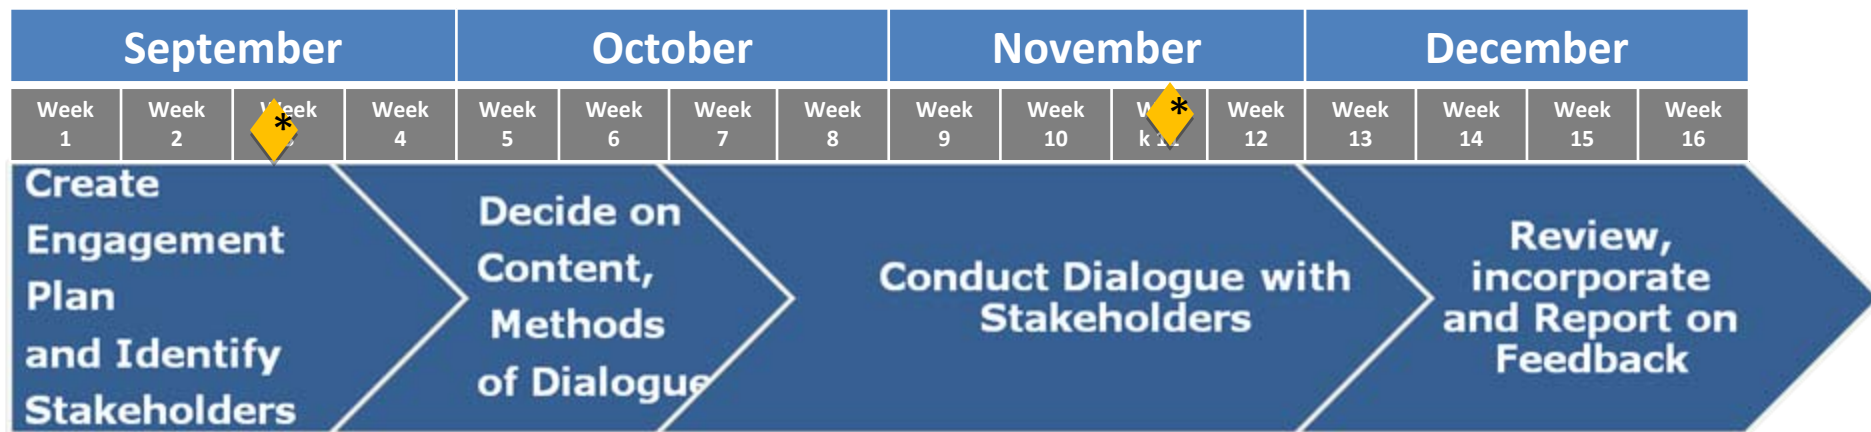 September October November December
Week Week Week Week Week Week Week Week Week Week Week Week Week Week Week
1 2 * 4 5 6 7 8 9 10 * 12 13 14 15 16
Create
Engagement
Plan
and Identify
Stakeholders
Decide on
Content,
Methods
of Dialogue
Conduct Dialogue with
Stakeholders
Review,
incorporate
and Report on
Feedback